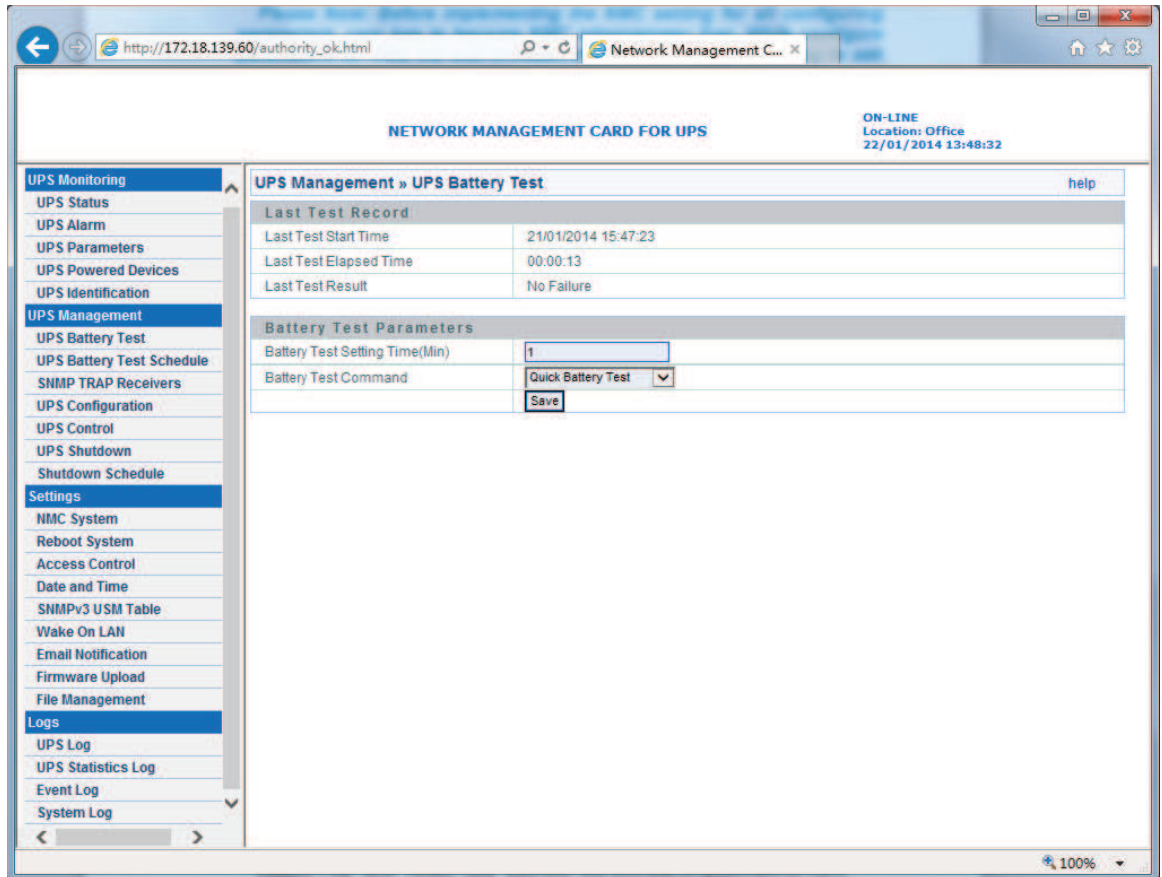 http://172.18.139.60/authority_ok.html
Network Management C...
NETWORK MANAGEMENT CARD FOR UPS
ON-LINE
Location: Office
22/01/2014 13:48:32
UPS Monitoring
UPS Status
UPS Alarm
UPS Parameters
UPS Powered Devices
UPS Identification
UPS Management
UPS Battery Test
UPS Battery Test Schedule
SNMP TRAP Receivers
UPS Configuration
UPS Control
UPS Shutdown
Shutdown Schedule
Settings
NMC System
Reboot System
Access Control
Date and Time
SNMPv3 USM Table
Wake On LAN
Email Notification
Firmware Upload
File Management
Logs
UPS Log
UPS Statistics Log
Event Log
System Log
UPS Management » UPS Battery Test help
Last Test Record
Last Test Start Time 21/01/2014 15:47:23
Last Test Elapsed Time 00:00:13
Last Test Result No Failure
Battery Test Parameters
Battery Test Setting Time(Min) 1
Battery Test Command Quick Battery Test
Save
100%